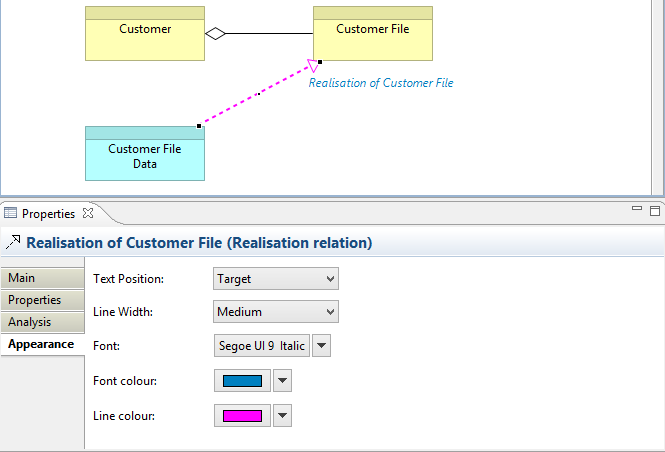 Customer
Customer File
Realisation of Customer File
Customer File
Data
Properties
Realisation of Customer File (Realisation relation)
Main
Properties
Analysis
Appearance
Text Position:
Target
Line Width:
Medium
Font:
Segoe UI 9 Italic
Font colour:
Line colour: